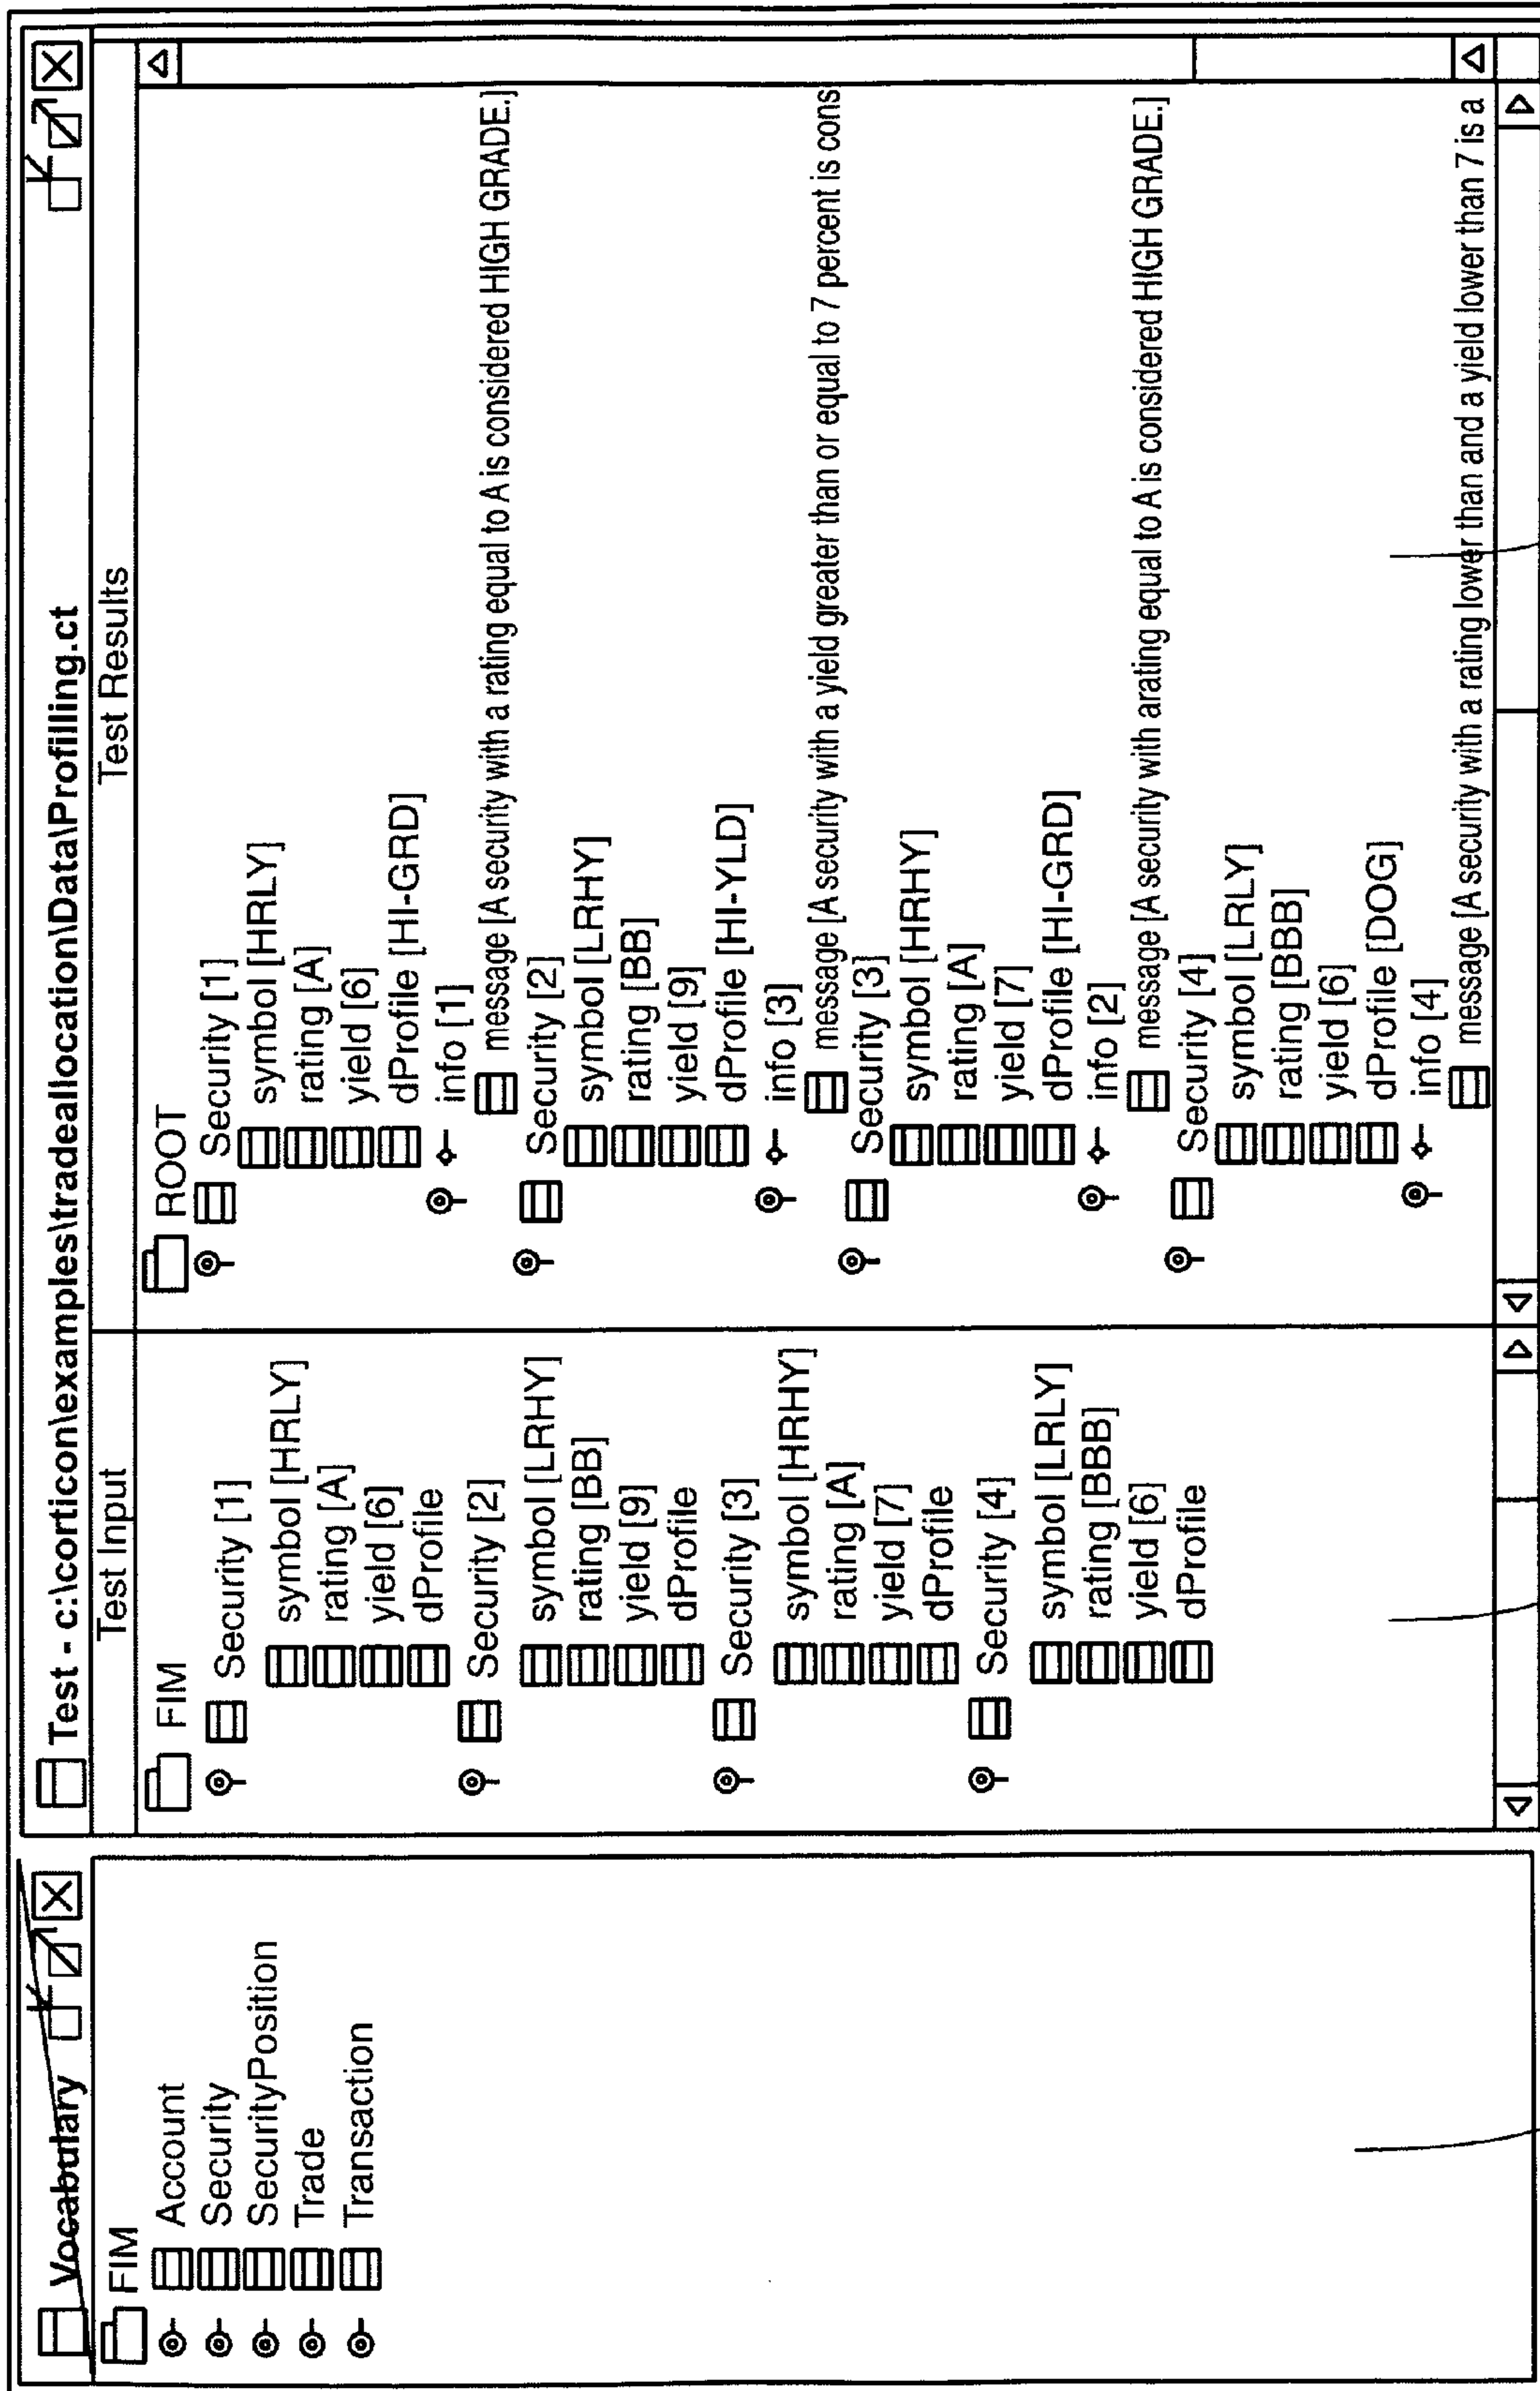 Vocabulary
FIM
Account
Security
SecurityPosition
Trade
Transaction
Test - c:\corticon\examples\tradeallocation\Data\Profilling.ct
Test Input
FIM
Security [1]
symbol [HRLY]
rating [A]
yield [6]
dProfile
Security [2]
symbol [LRHY]
rating [BB]
yield [9]
dProfile
Security [3]
symbol [HRHY]
rating [A]
yield [7]
dProfile
Security [4]
symbol [LRLY]
rating [BBB]
yield [6]
dProfile
Test Results
ROOT
Security [1]
symbol [HRLY]
rating [A]
yield [6]
dProfile [HI-GRD]
info [1]
message [A security with a rating equal to A is considered HIGH GRADE.]
Security [2]
symbol [LRHY]
rating [BB]
yield [9]
dProfile [HI-YLD]
info [3]
message [A security with a yield greater than or equal to 7 percent is cons
Security [3]
symbol [HRHY]
rating [A]
yield [7]
dProfile [HI-GRD]
info [2]
message [A security with arating equal to A is considered HIGH GRADE.]
Security [4]
symbol [LRLY]
rating [BBB]
yield [6]
dProfile [DOG]
info [4]
message [A security with a rating lower than and a yield lower than 7 is a